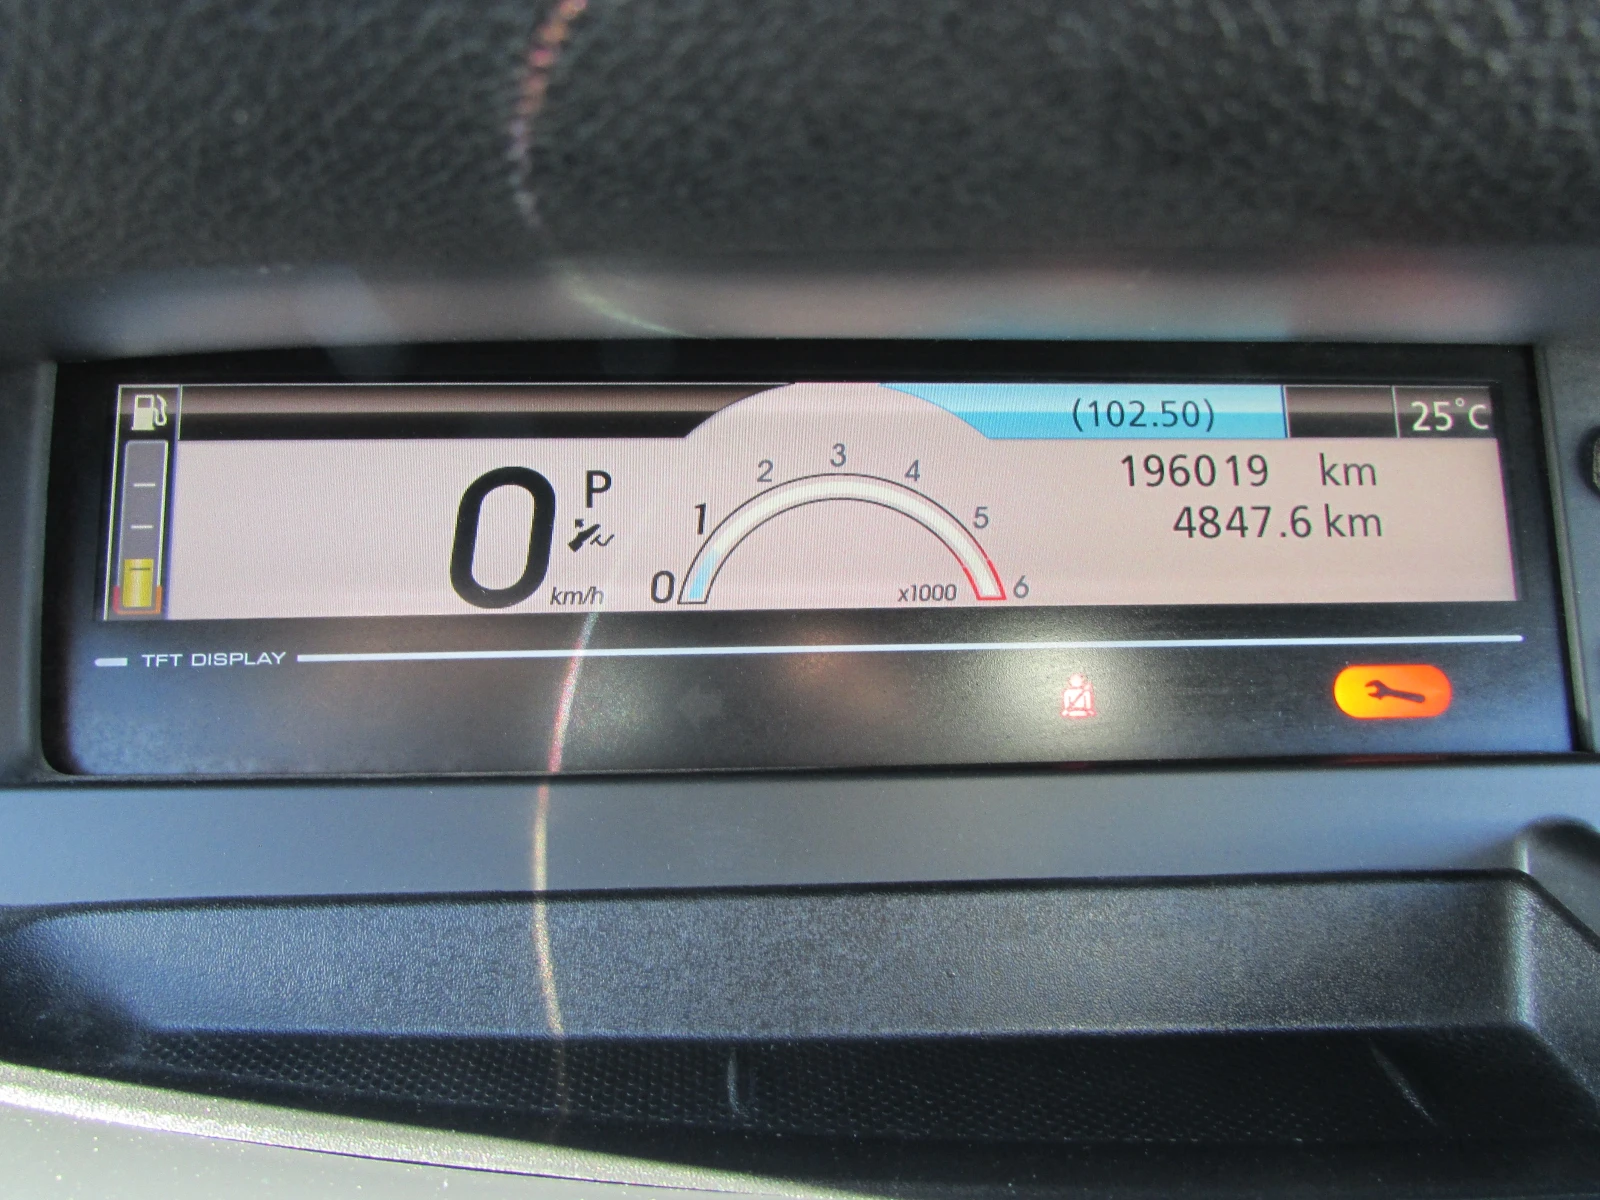 (102.50)
25°C
196019 km
4847.6 km
0 P
km/h
0 1 2 3 4 5 6
x1000
TFT DISPLAY